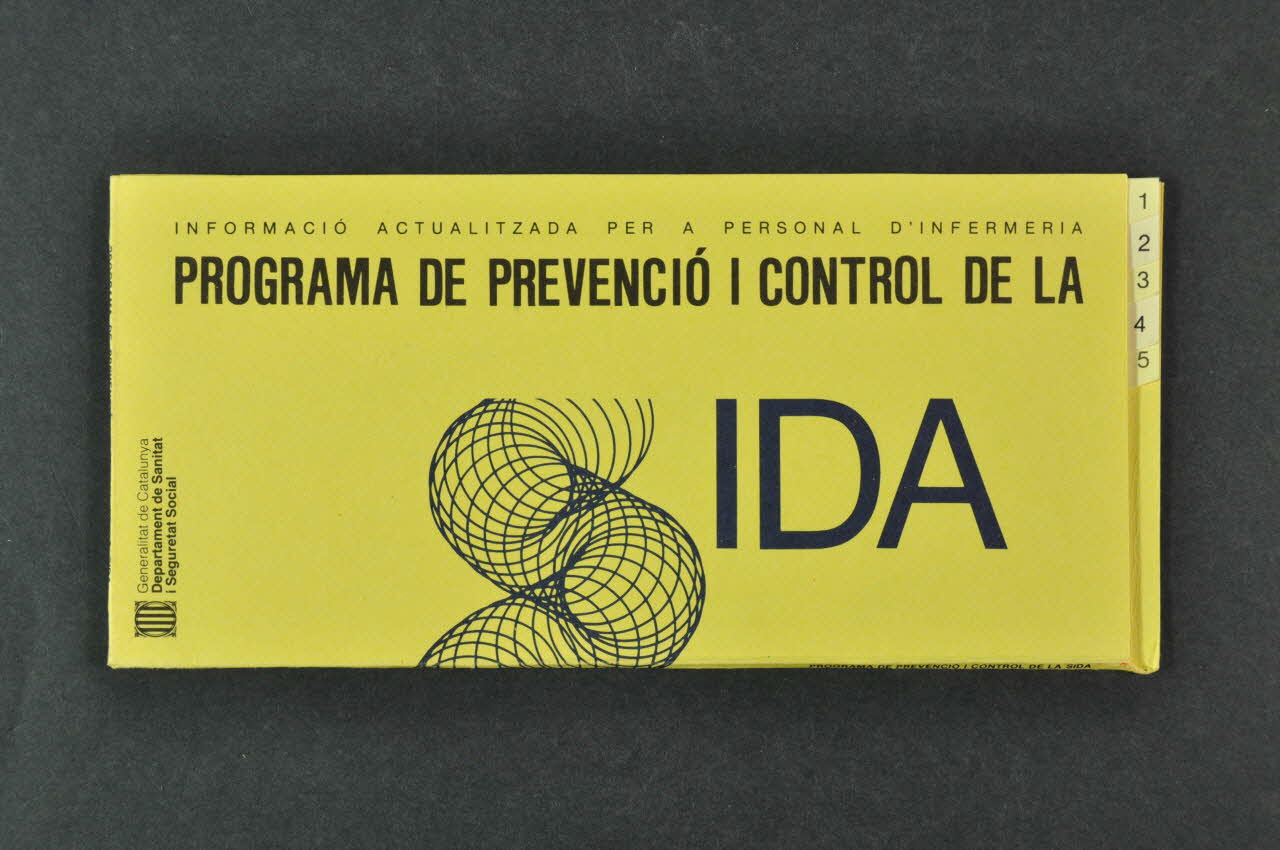 INFORMACIÓ ACTUALITZADA PER A PERSONAL D'INFERMERIA
PROGRAMA DE PREVENCIÓ I CONTROL DE LA
SIDA
Generalitat de Catalunya
Departament de Sanitat
i Seguretat Social
1
2
3
4
5
PROGRAMA DE PREVENCIÓ I CONTROL DE LA SIDA